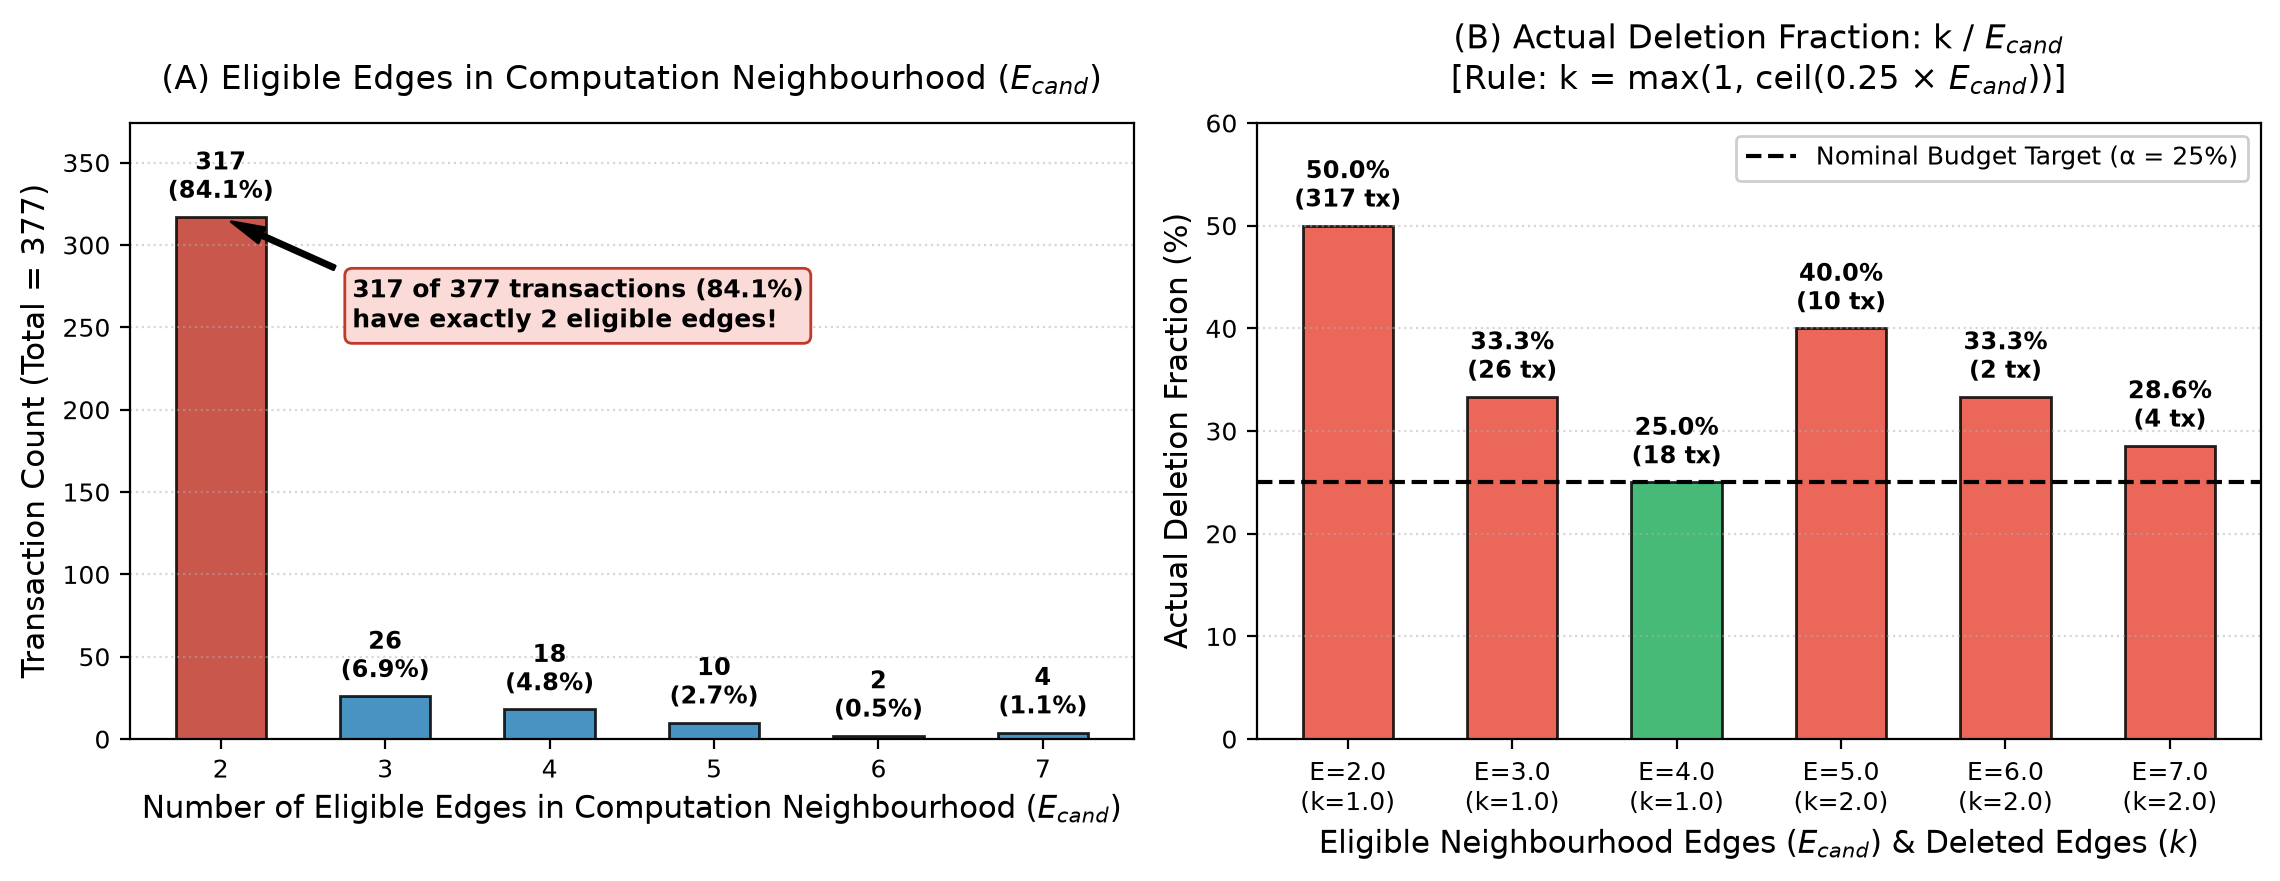 (A) Eligible Edges in Computation Neighbourhood (E_cand)
Transaction Count (Total = 377)
350
300
250
200
150
100
50
0
317
(84.1%)
317 of 377 transactions (84.1%)
have exactly 2 eligible edges!
26
(6.9%)
18
(4.8%)
10
(2.7%)
2
(0.5%)
4
(1.1%)
2
3
4
5
6
7
Number of Eligible Edges in Computation Neighbourhood (E_cand)
(B) Actual Deletion Fraction: k / E_cand
[Rule: k = max(1, ceil(0.25 × E_cand))]
Actual Deletion Fraction (%)
60
50
40
30
20
10
0
Nominal Budget Target (α = 25%)
50.0%
(317 tx)
33.3%
(26 tx)
25.0%
(18 tx)
40.0%
(10 tx)
33.3%
(2 tx)
28.6%
(4 tx)
E=2.0
(k=1.0)
E=3.0
(k=1.0)
E=4.0
(k=1.0)
E=5.0
(k=2.0)
E=6.0
(k=2.0)
E=7.0
(k=2.0)
Eligible Neighbourhood Edges (E_cand) & Deleted Edges (k)